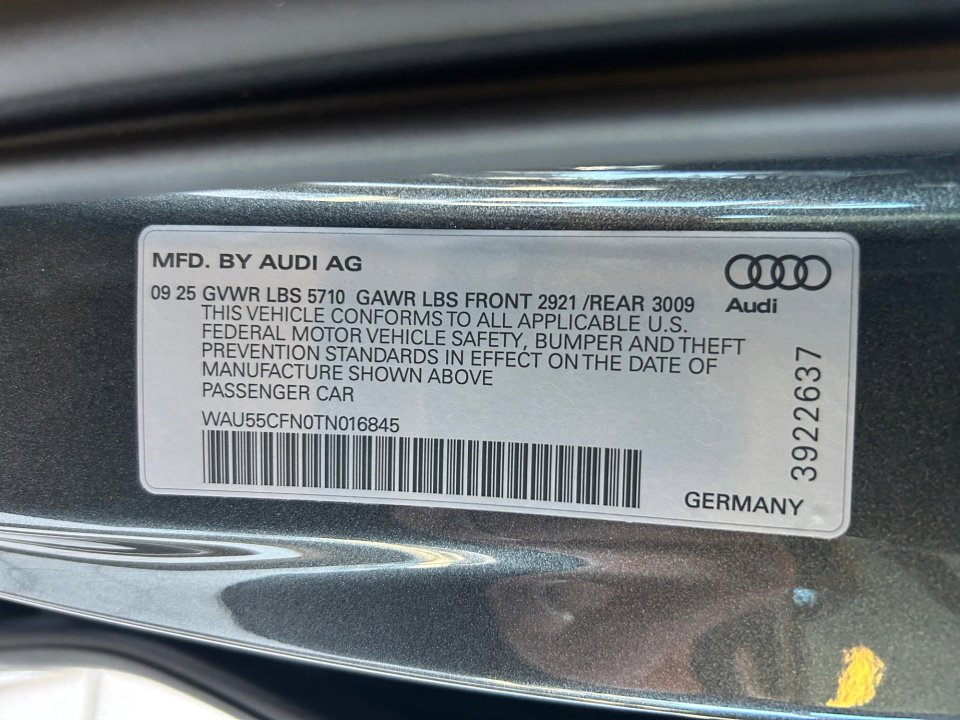 MFD. BY AUDI AG
Audi
09 25 GVWR LBS 5710 GAWR LBS FRONT 2921 /REAR 3009
THIS VEHICLE CONFORMS TO ALL APPLICABLE U.S.
FEDERAL MOTOR VEHICLE SAFETY, BUMPER AND THEFT
PREVENTION STANDARDS IN EFFECT ON THE DATE OF
MANUFACTURE SHOWN ABOVE
PASSENGER CAR
WAU55CFN0TN016845
3922637
GERMANY